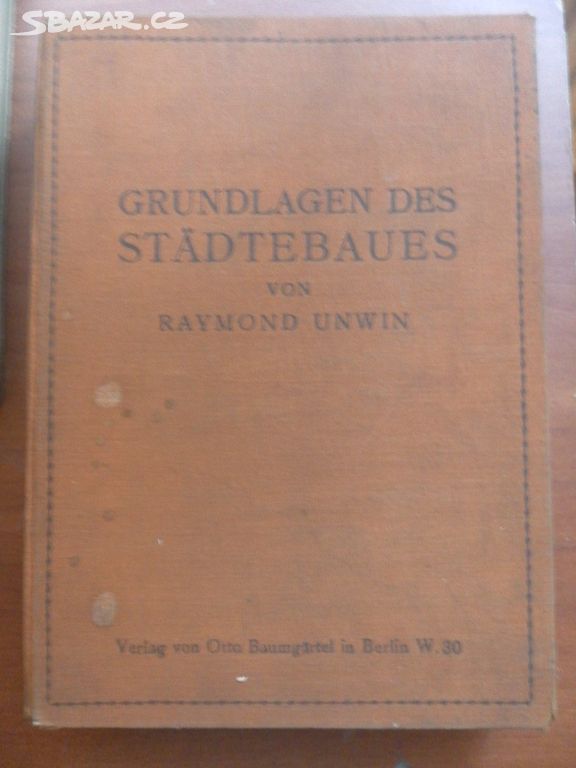 SBAZAR.CZ
GRUNDLAGEN DES
STÄDTEBAUES
VON
RAYMOND UNWIN
Verlag von Otto Baumgärtel in Berlin W. 30